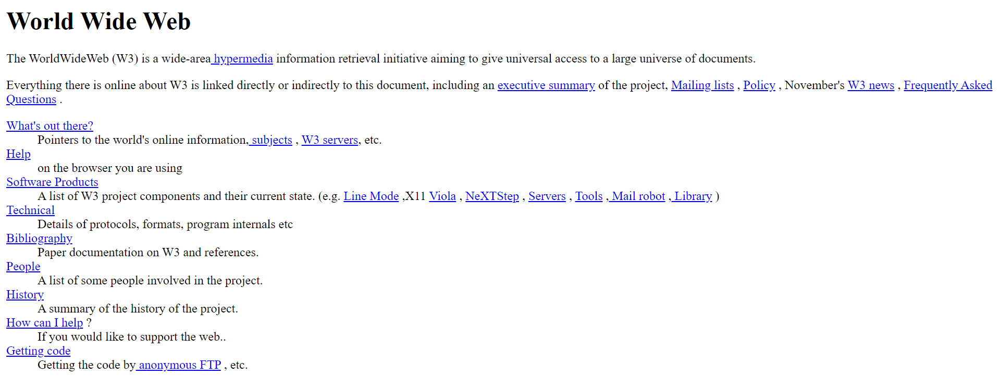 World Wide Web
The WorldWideWeb (W3) is a wide-area hypermedia information retrieval initiative aiming to give universal access to a large universe of documents.
Everything there is online about W3 is linked directly or indirectly to this document, including an executive summary of the project, Mailing lists , Policy , November's W3 news , Frequently Asked
Questions .
What's out there?
Pointers to the world's online information, subjects , W3 servers, etc.
Help
on the browser you are using
Software Products
A list of W3 project components and their current state. (e.g. Line Mode ,X11 Viola , NeXTStep , Servers , Tools , Mail robot , Library )
Technical
Details of protocols, formats, program internals etc
Bibliography
Paper documentation on W3 and references.
People
A list of some people involved in the project.
History
A summary of the history of the project.
How can I help ?
If you would like to support the web..
Getting code
Getting the code by anonymous FTP , etc.